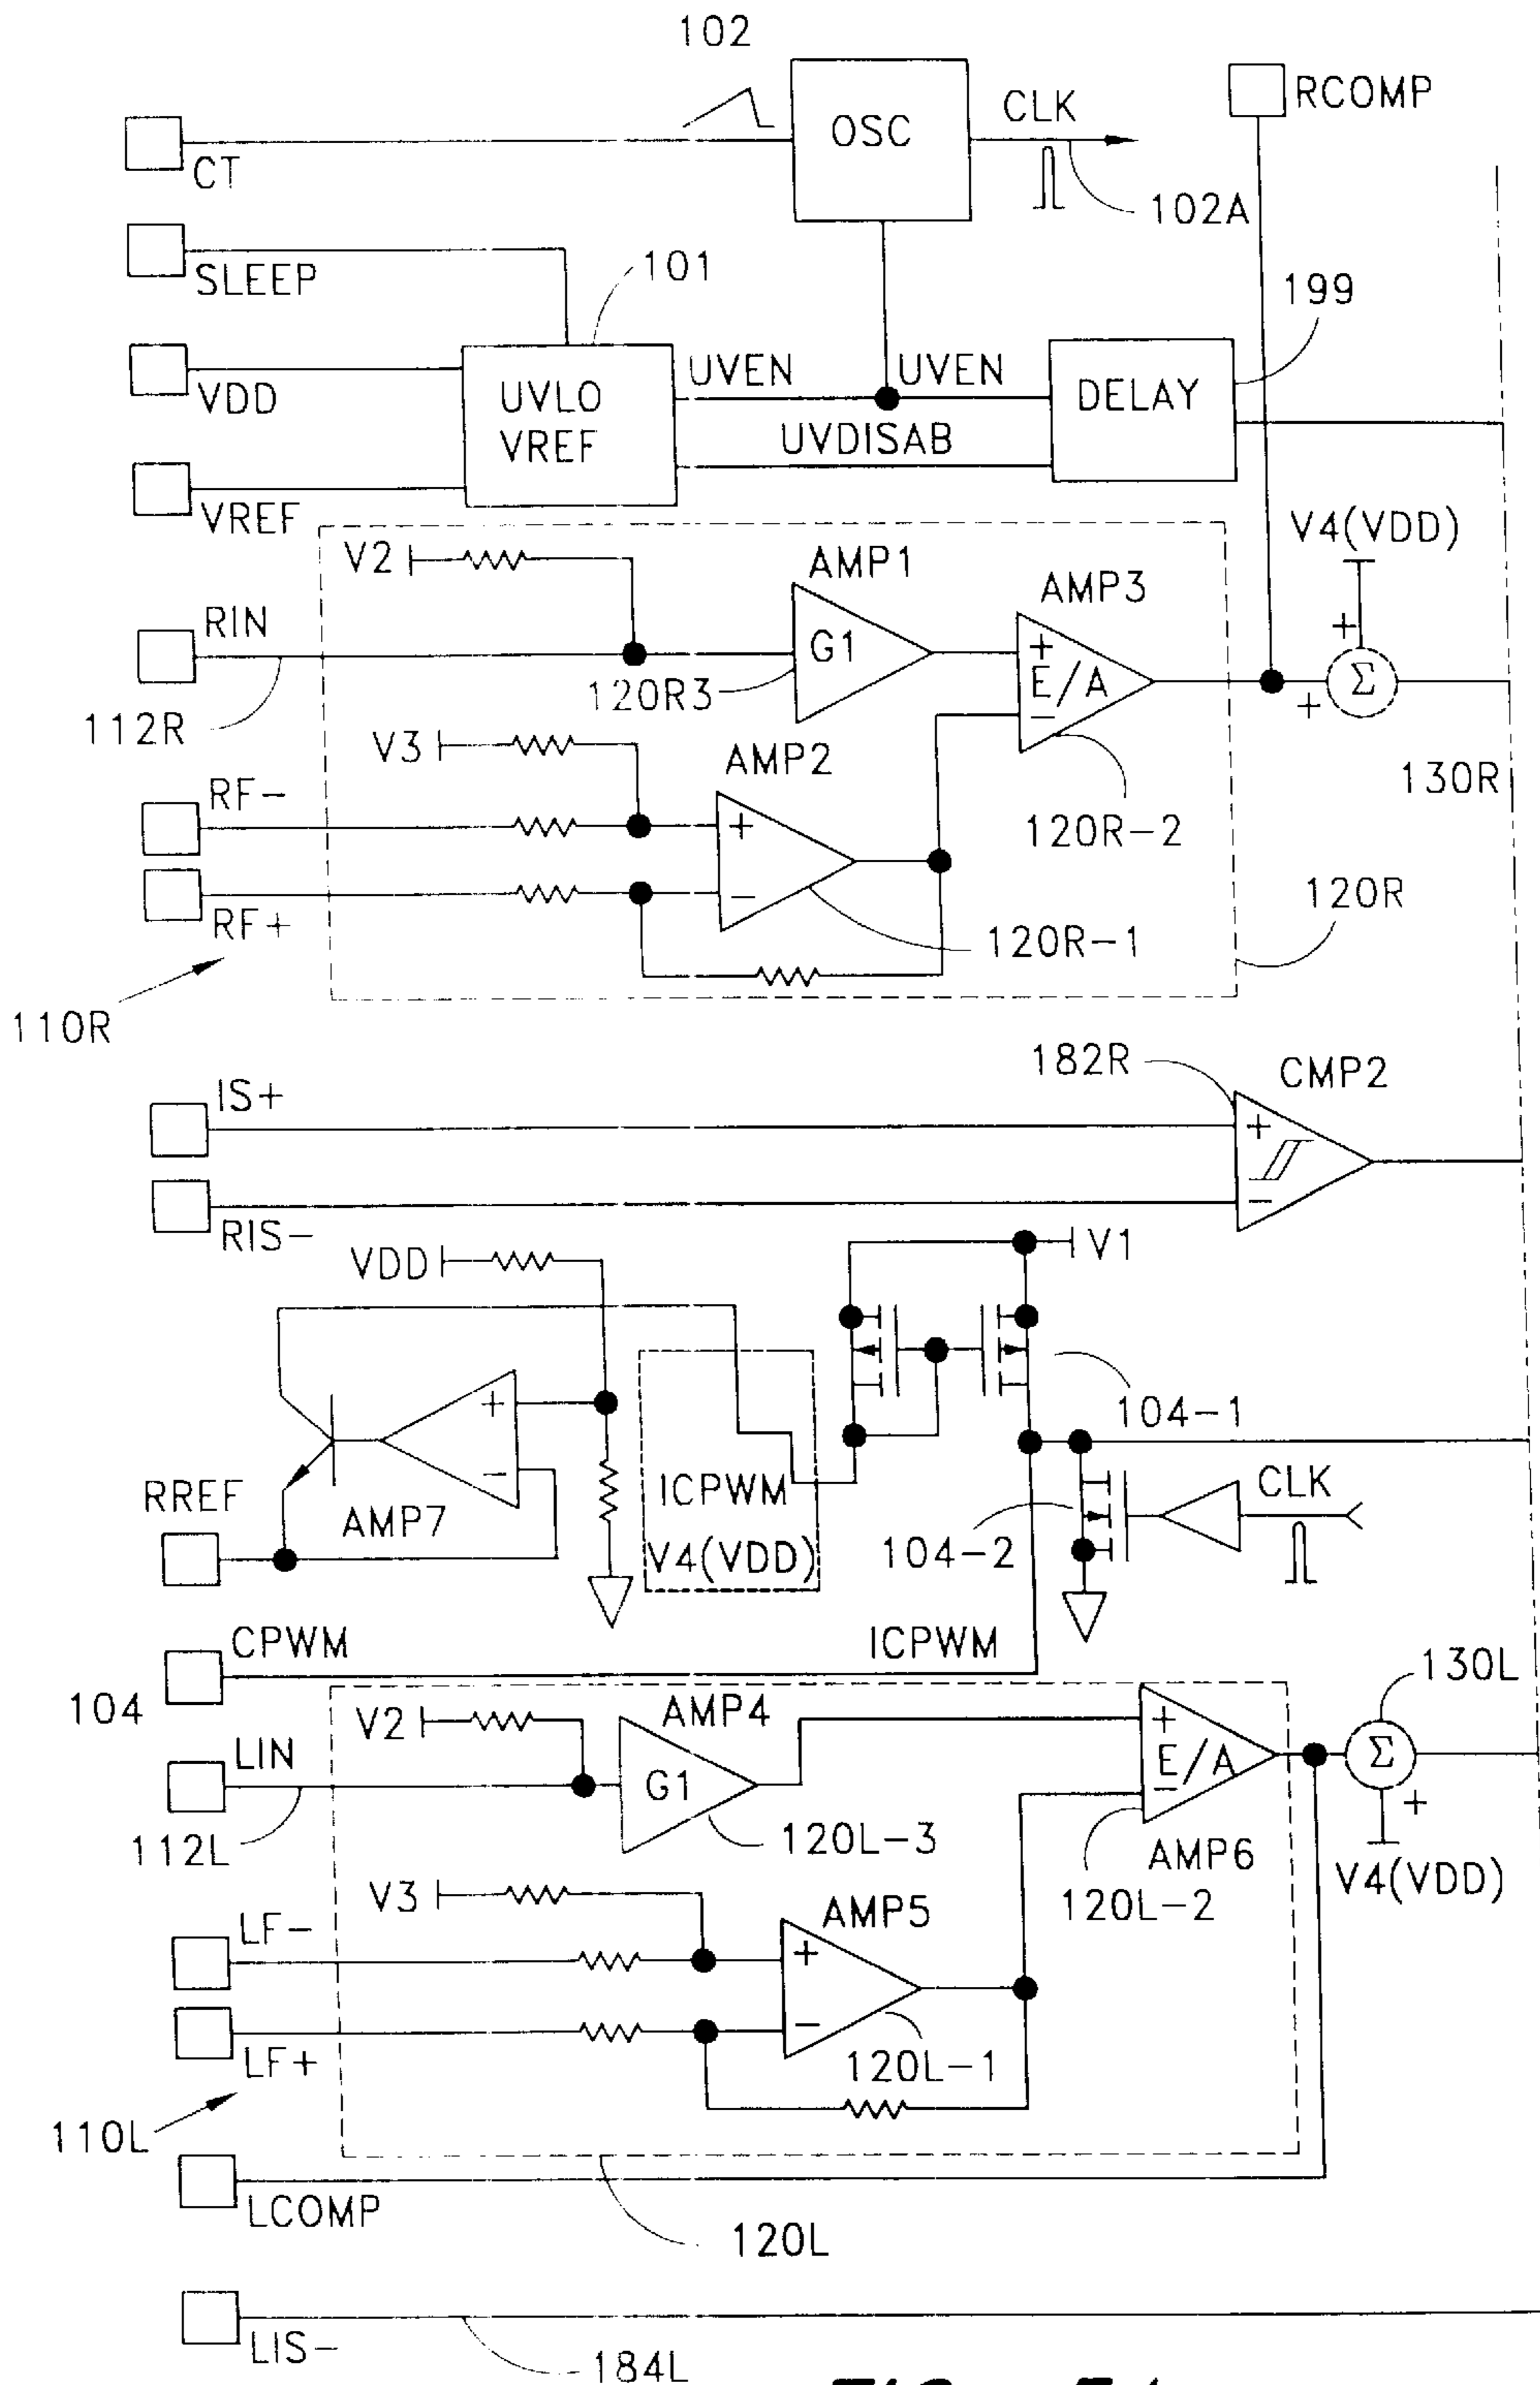 102
OSC
CLK
RCOMP
CT
102A
SLEEP
101
199
VDD
UVLO
VREF
UVEN
UVEN
DELAY
UVDISAB
VREF
V2
AMP1
AMP3
V4(VDD)
RIN
G1
+
E/A
−
+
+
Σ
120R3
112R
V3
AMP2
130R
RF−
+
−
120R-2
RF+
120R
120R-1
110R
IS+
182R
CMP2
+
−
RIS−
VDD
V1
104-1
+
−
RREF
AMP7
ICPWM
V4(VDD)
CLK
104-2
CPWM
ICPWM
130L
104
V2
AMP4
+
E/A
−
Σ
+
LIN
G1
112L
120L-3
AMP6
V4(VDD)
V3
120L-2
AMP5
LF−
+
−
LF+
120L-1
110L
LCOMP
120L
LIS−
184L